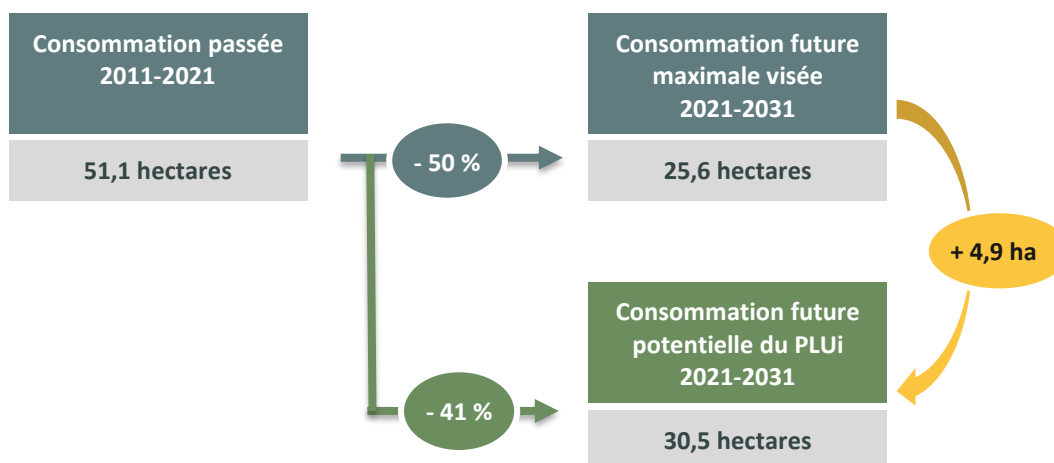 Consommation passée
2011-2021
51,1 hectares
- 50 %
Consommation future
maximale visée
2021-2031
25,6 hectares
+ 4,9 ha
Consommation future
potentielle du PLUi
2021-2031
30,5 hectares
- 41 %